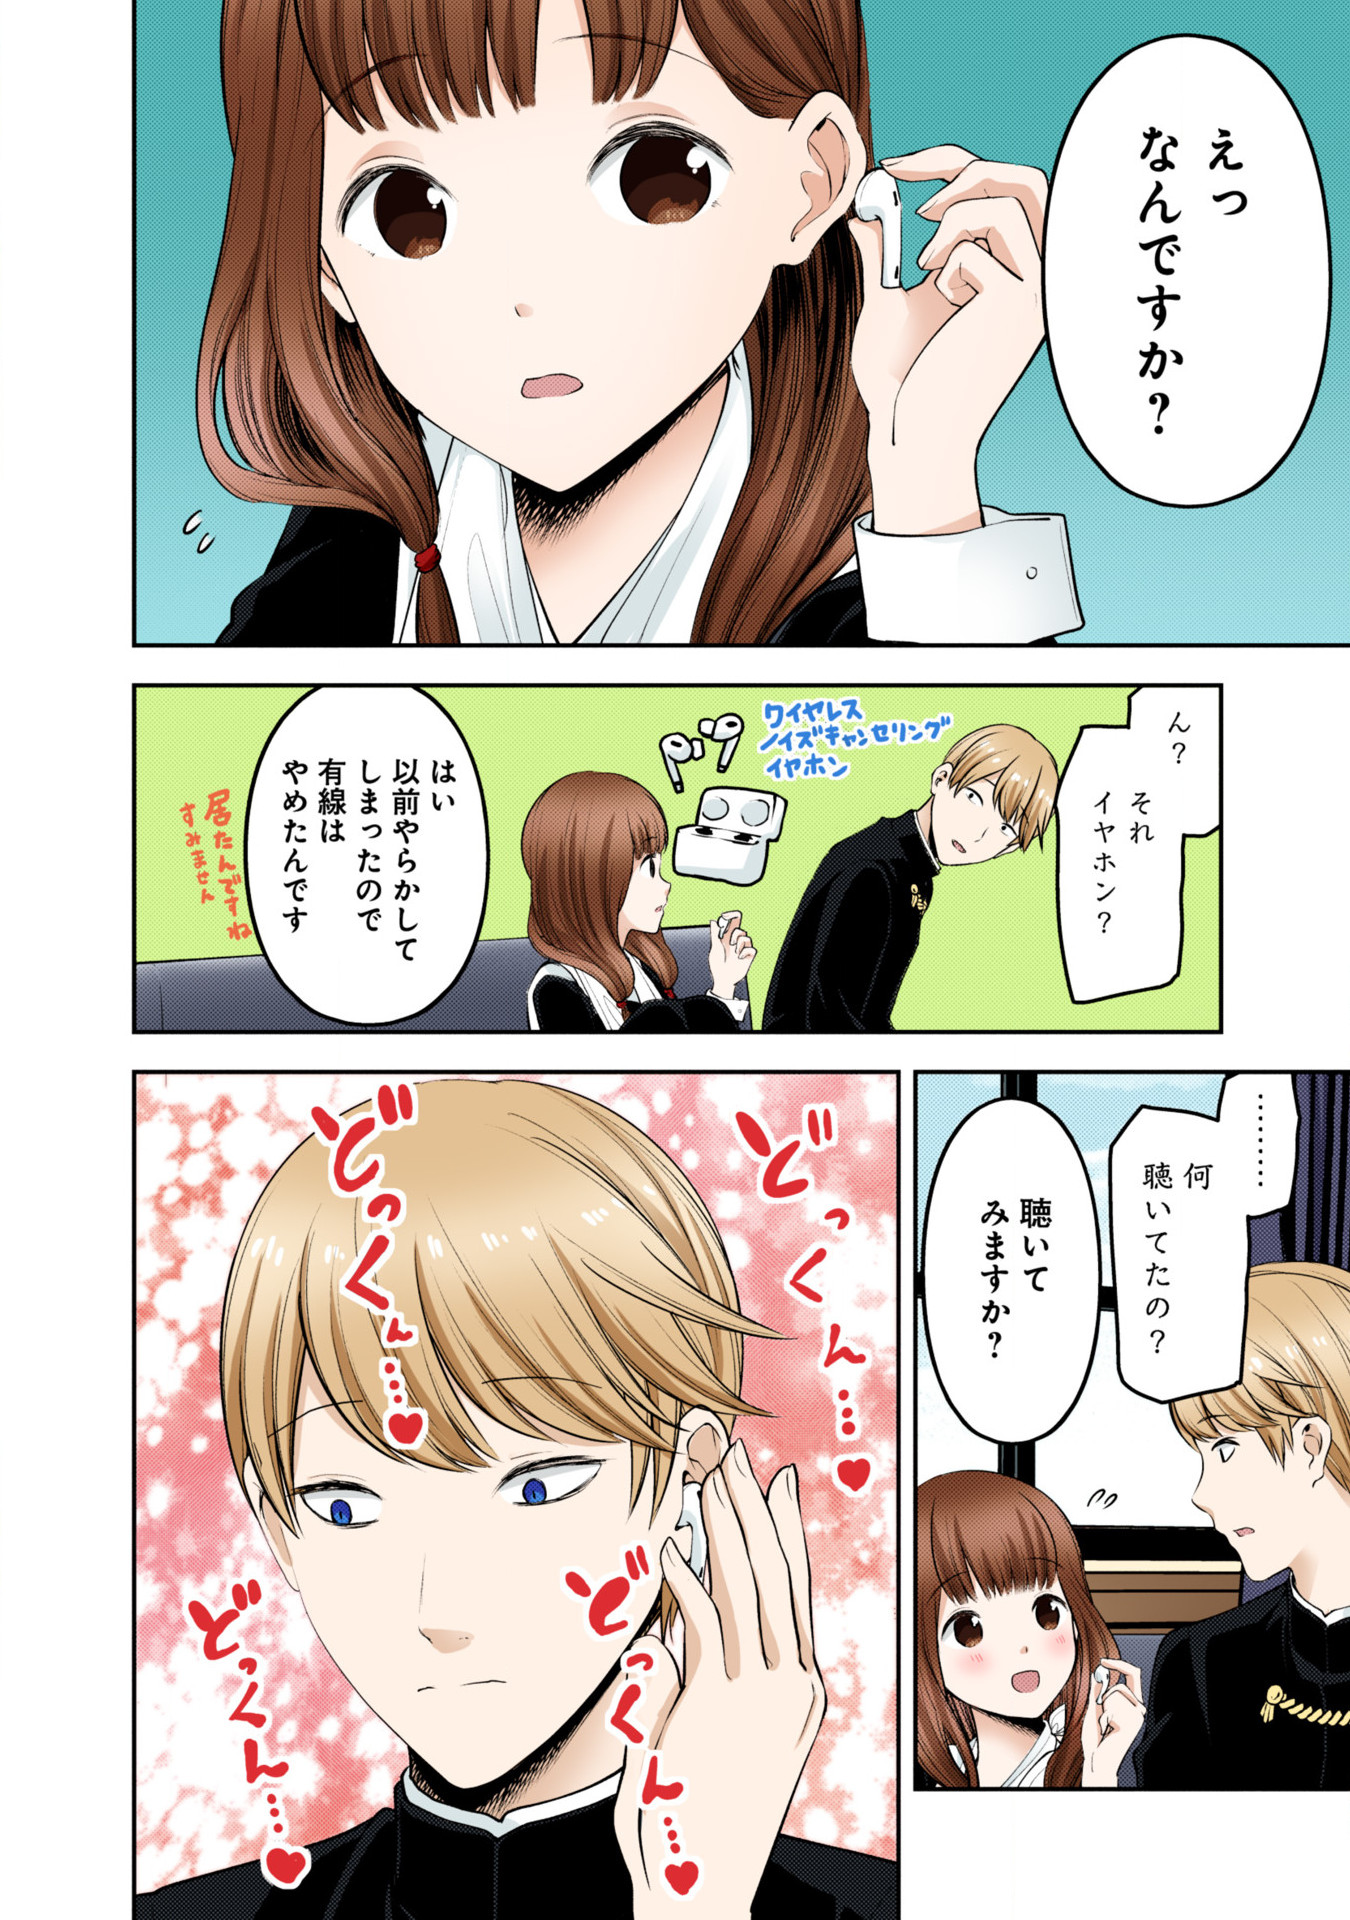 えっ
なんですか？
ん？
それ
イヤホン？
ワイヤレス
ノイズキャンセリング
イヤホン
はい
以前やらかして
しまったので
有線は
やめたんです
居たんですね
すみません
………
何
聴いてたの？
聴いて
みますか？
どっくん…♥
どっくん…♥
どっくん…♥
どっくん…♥